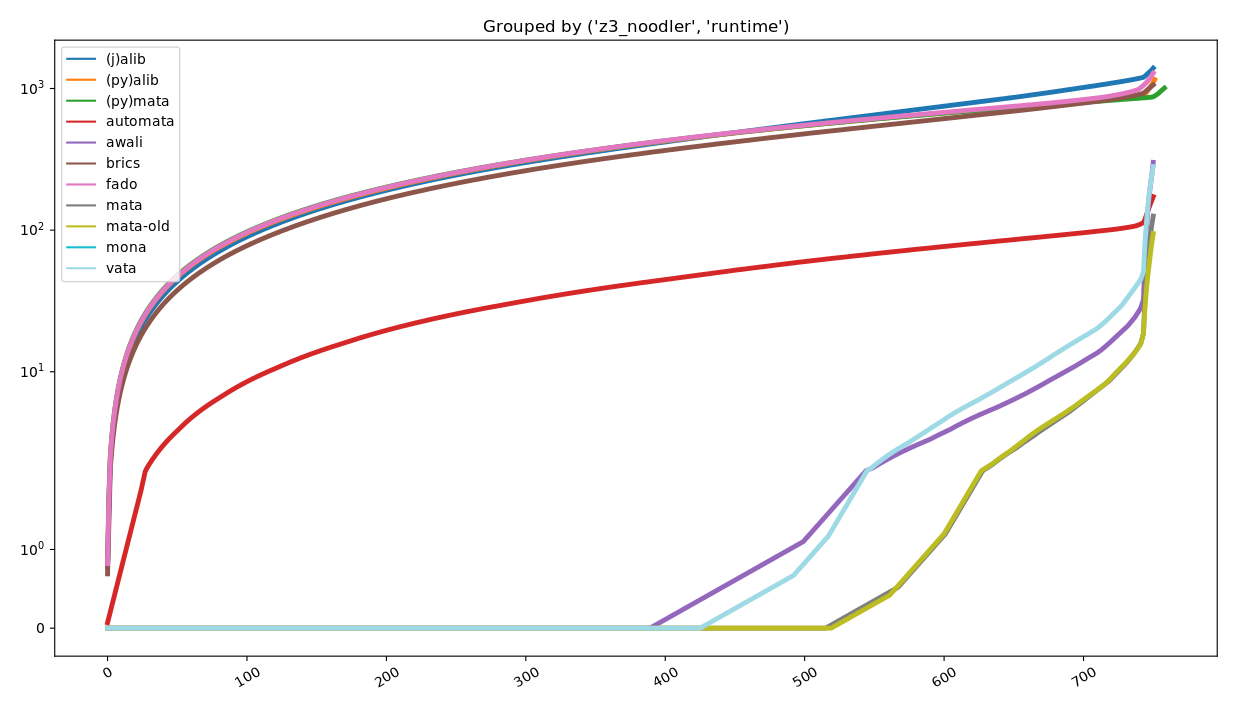 Grouped by ('z3_noodler', 'runtime')
(j)alib
(py)alib
(py)mata
automata
awali
brics
fado
mata
mata-old
mona
vata
10³
10²
10¹
10⁰
0
0
100
200
300
400
500
600
700